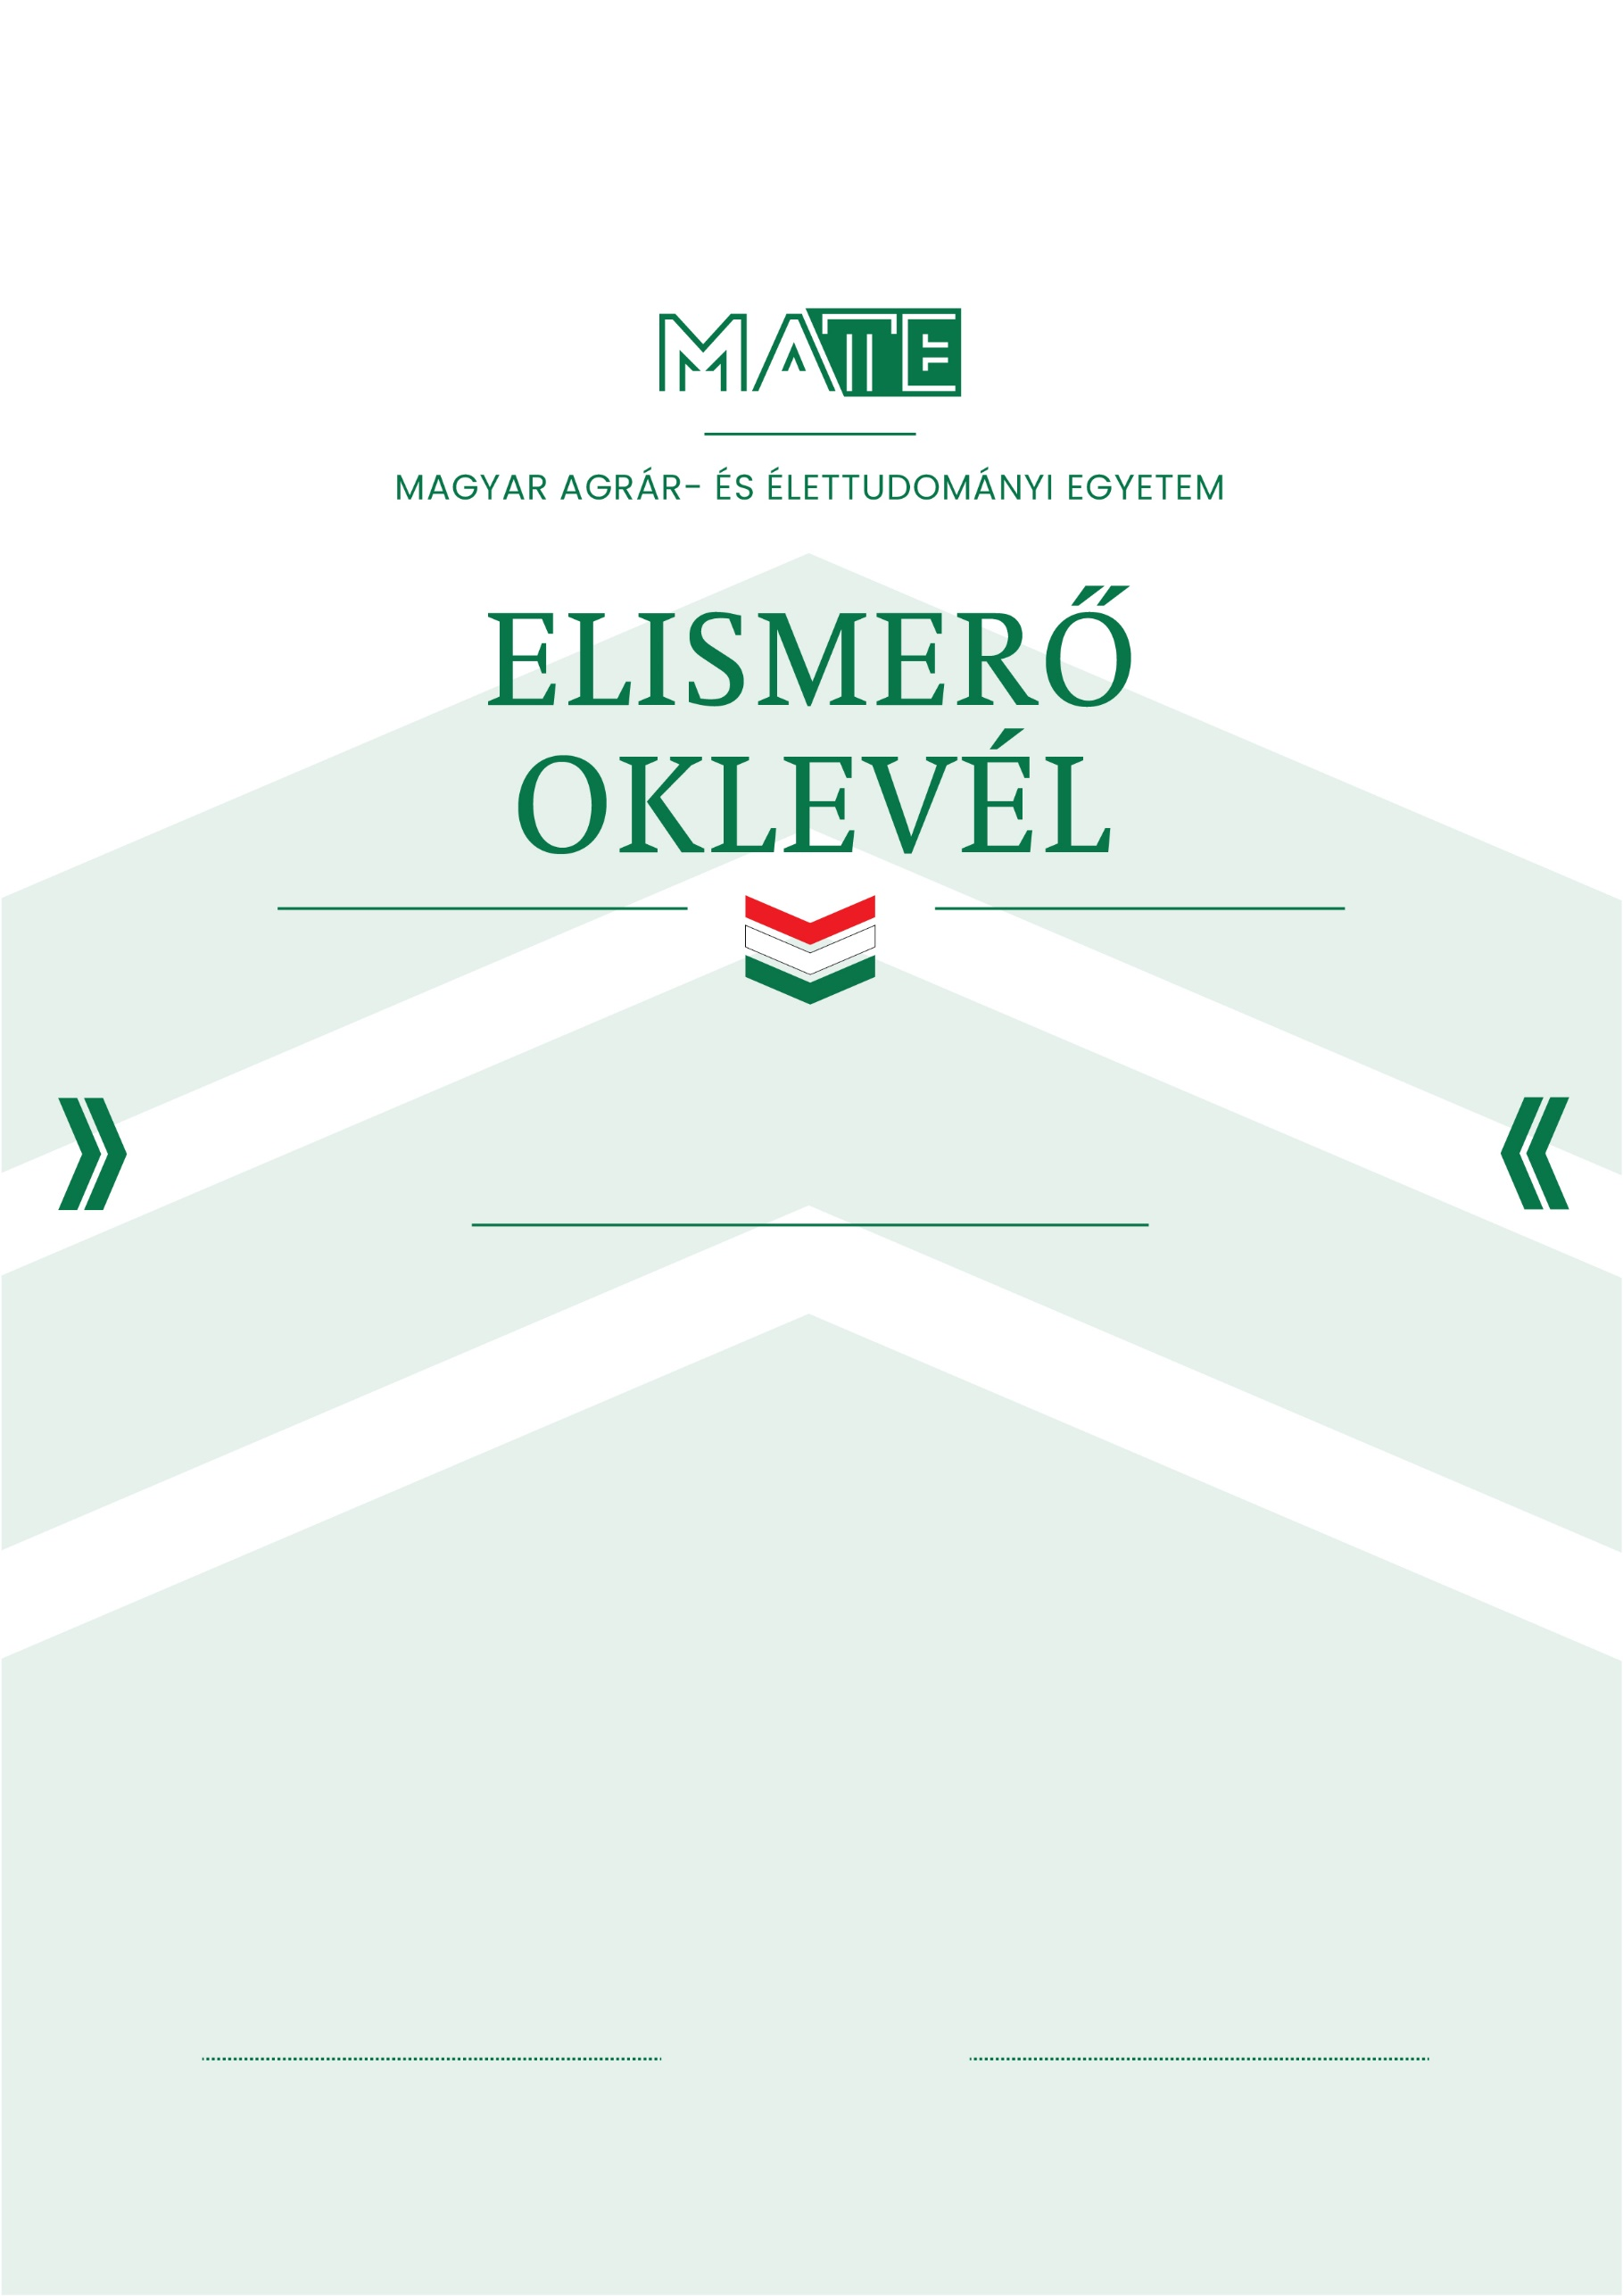 MATE
MAGYAR AGRÁR- ÉS ÉLETTUDOMÁNYI EGYETEM
ELISMERŐ
OKLEVÉL